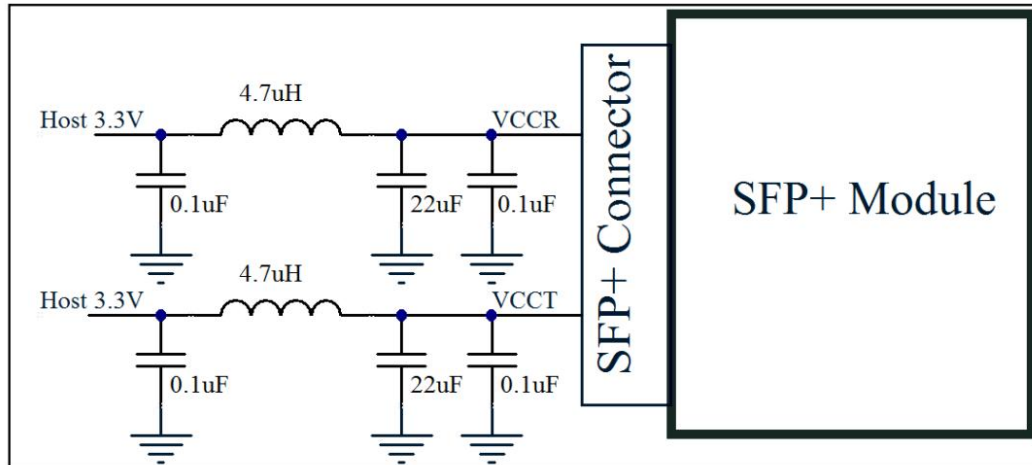 4.7uH
Host 3.3V
VCCR
0.1uF
22uF
0.1uF
4.7uH
Host 3.3V
VCCT
0.1uF
22uF
0.1uF
SFP+ Connector
SFP+ Module